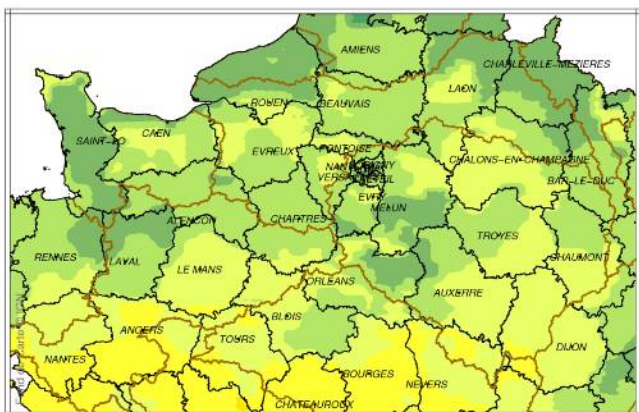 AMIENS
CHARLEVILLE-MEZIERES
LAON
ROUEN
BEAUVAIS
SAINT-LO
CAEN
EVREUX
PONTOISE
CHALONS-EN-CHAMPAGNE
BAR-LE-DUC
EVRY
MELUN
ALENCON
CHARTRES
TROYES
RENNES
LAVAL
LE MANS
CHAUMONT
ORLEANS
AUXERRE
BLOIS
ANGERS
TOURS
DIJON
NANTES
BOURGES
NEVERS
CHATEAUROUX